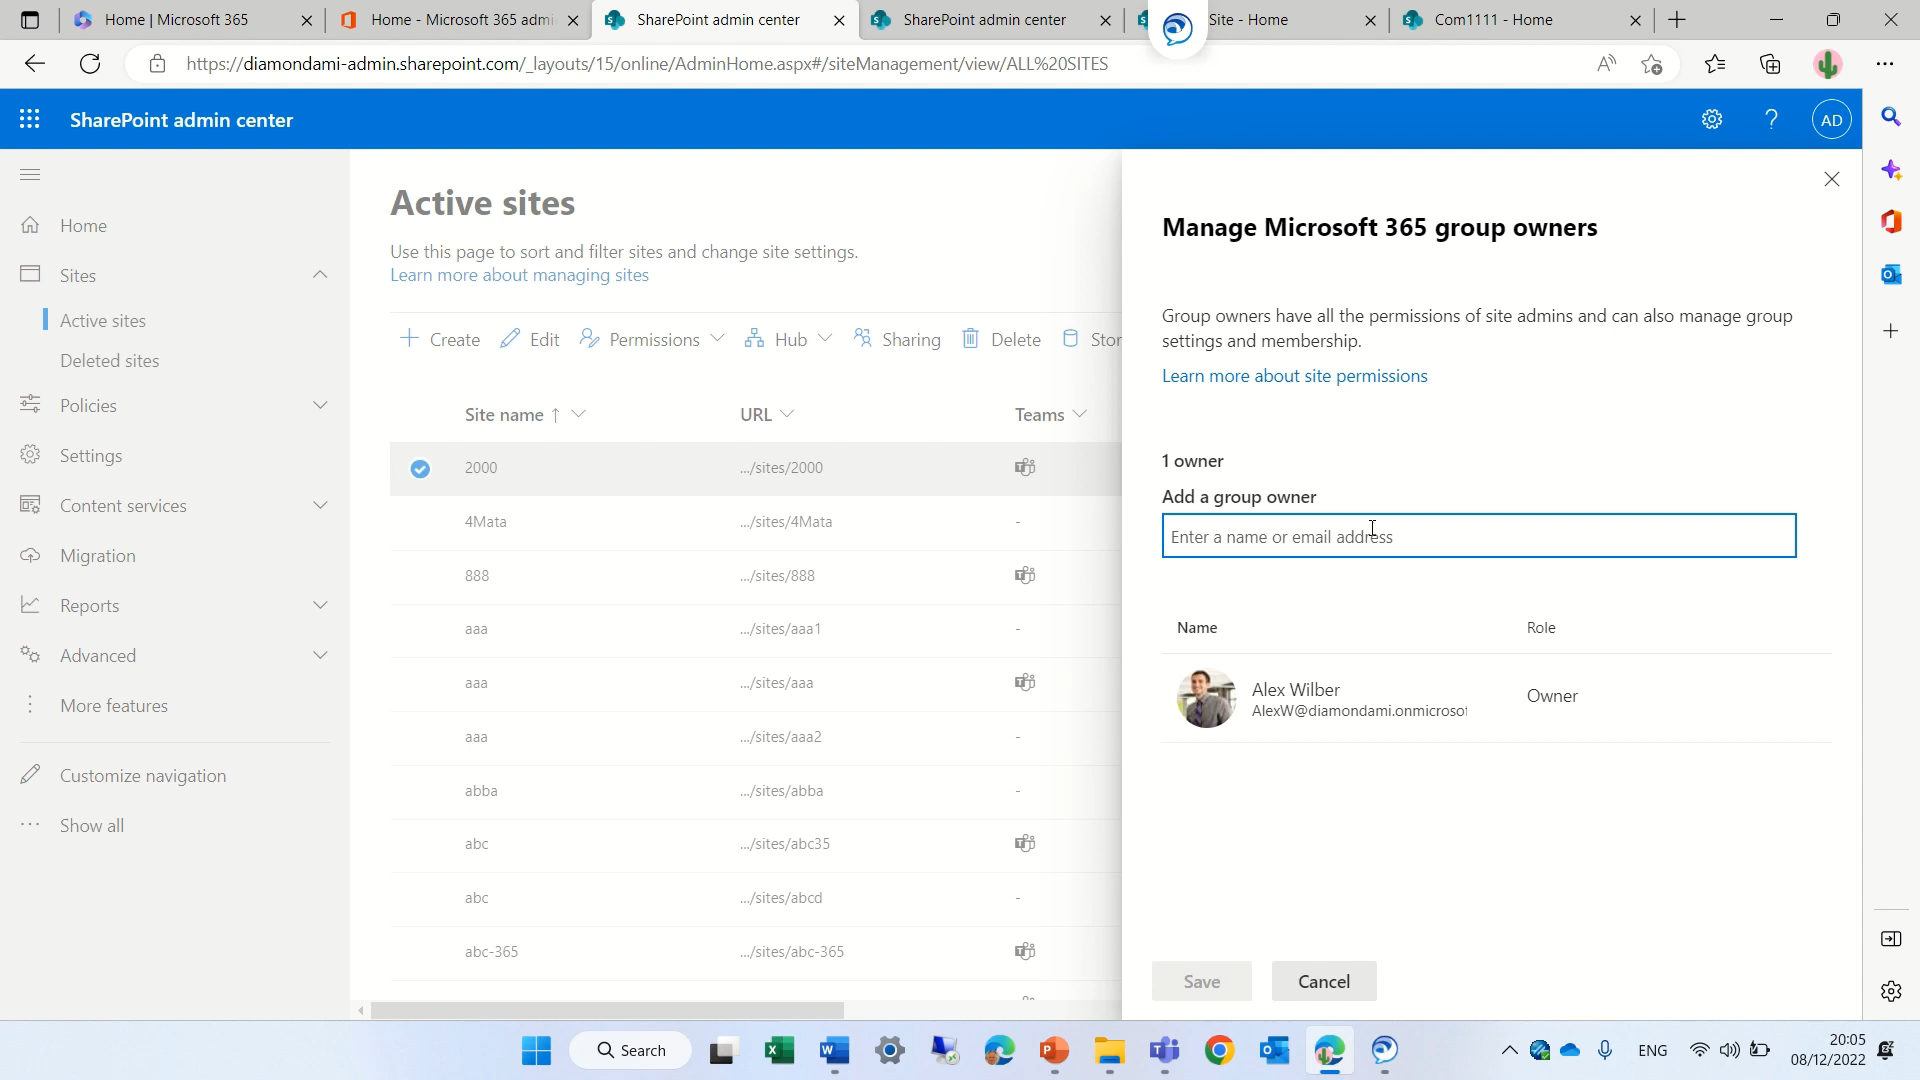 Home | Microsoft 365
Home - Microsoft 365 admi
SharePoint admin center
SharePoint admin center
Site - Home
Com1111 - Home
https://diamondami-admin.sharepoint.com/_layouts/15/online/AdminHome.aspx#/siteManagement/view/ALL%20SITES
SharePoint admin center
AD
Home
Sites
Active sites
Deleted sites
Policies
Settings
Content services
Migration
Reports
Advanced
More features
Customize navigation
Show all
Active sites
Use this page to sort and filter sites and change site settings.
Learn more about managing sites
Create Edit Permissions Hub Sharing Delete Stor
Site name URL Teams
2000 .../sites/2000
4Mata .../sites/4Mata -
888 .../sites/888
aaa .../sites/aaa1 -
aaa .../sites/aaa
aaa .../sites/aaa2 -
abba .../sites/abba -
abc .../sites/abc35
abc .../sites/abcd -
abc-365 .../sites/abc-365
Manage Microsoft 365 group owners
Group owners have all the permissions of site admins and can also manage group
settings and membership.
Learn more about site permissions
1 owner
Add a group owner
Enter a name or email address
Name Role
Alex Wilber
AlexW@diamondami.onmicrosof
Owner
Save Cancel
Search
ENG
20:05
08/12/2022